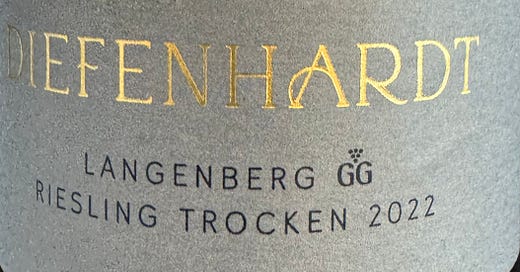 DIEFENHARDT
LANGENBERG GG
RIESLING TROCKEN 2022